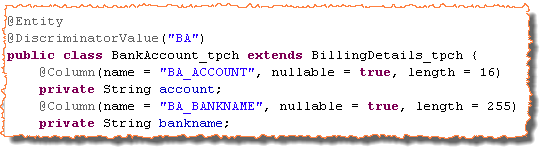 @Entity
@DiscriminatorValue("BA")
public class BankAccount_tpch extends BillingDetails_tpch {
@Column(name = "BA_ACCOUNT", nullable = true, length = 16)
private String account;
@Column(name = "BA_BANKNAME", nullable = true, length = 255)
private String bankname;